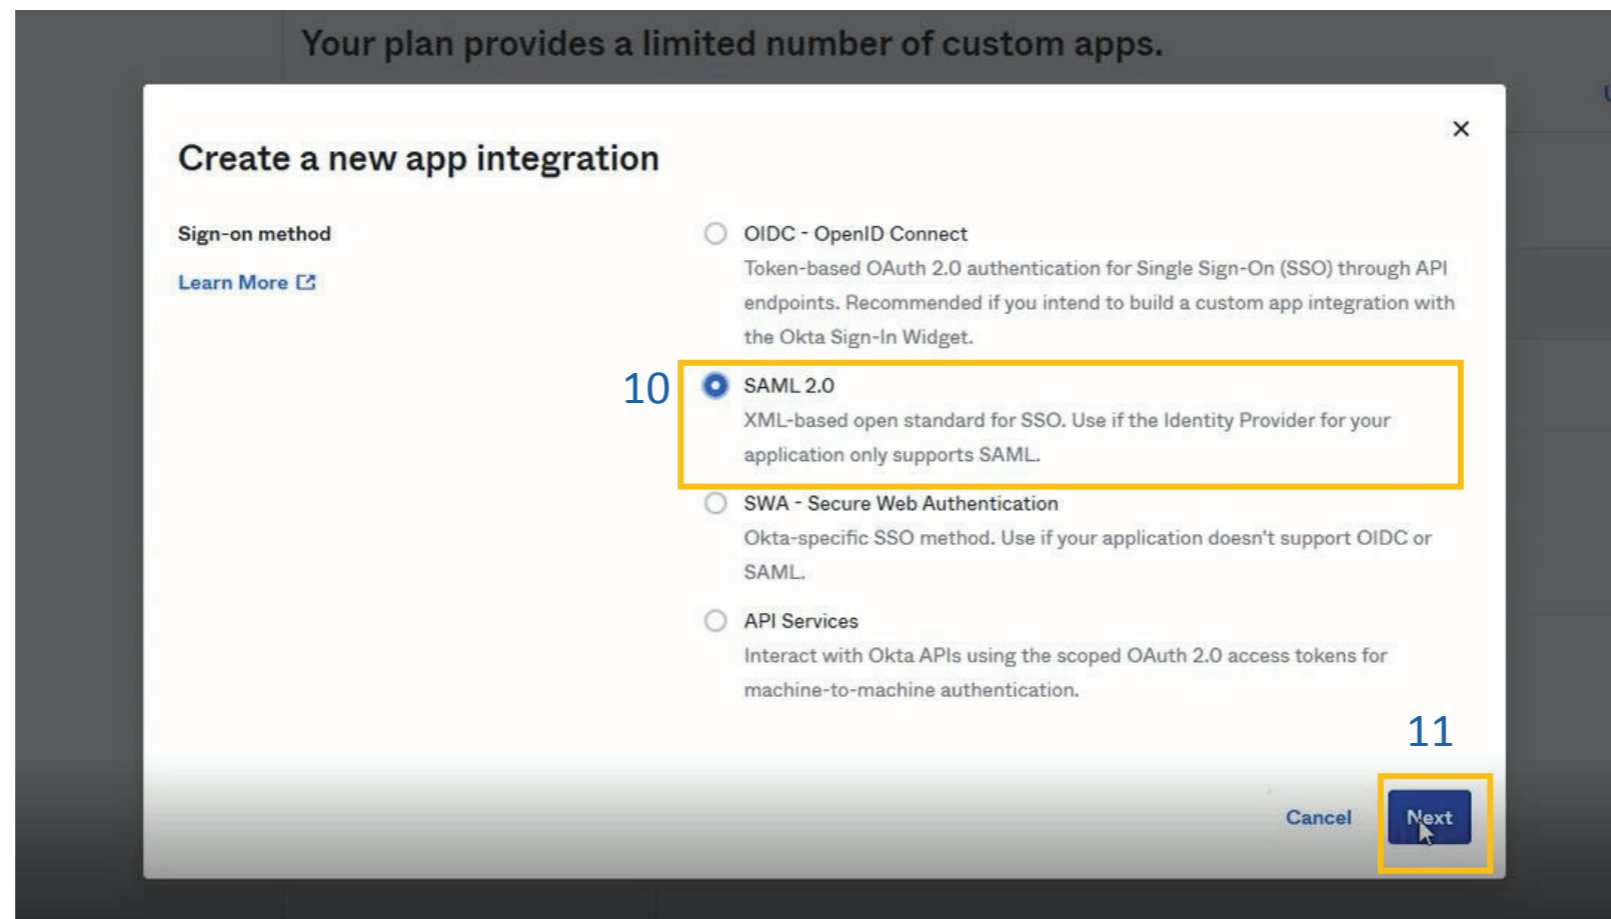 Your plan provides a limited number of custom apps.
Create a new app integration
Sign-on method
Learn More
OIDC - OpenID Connect
Token-based OAuth 2.0 authentication for Single Sign-On (SSO) through API
endpoints. Recommended if you intend to build a custom app integration with
the Okta Sign-In Widget.
10
SAML 2.0
XML-based open standard for SSO. Use if the Identity Provider for your
application only supports SAML.
SWA - Secure Web Authentication
Okta-specific SSO method. Use if your application doesn't support OIDC or
SAML.
API Services
Interact with Okta APIs using the scoped OAuth 2.0 access tokens for
machine-to-machine authentication.
11
Cancel
Next